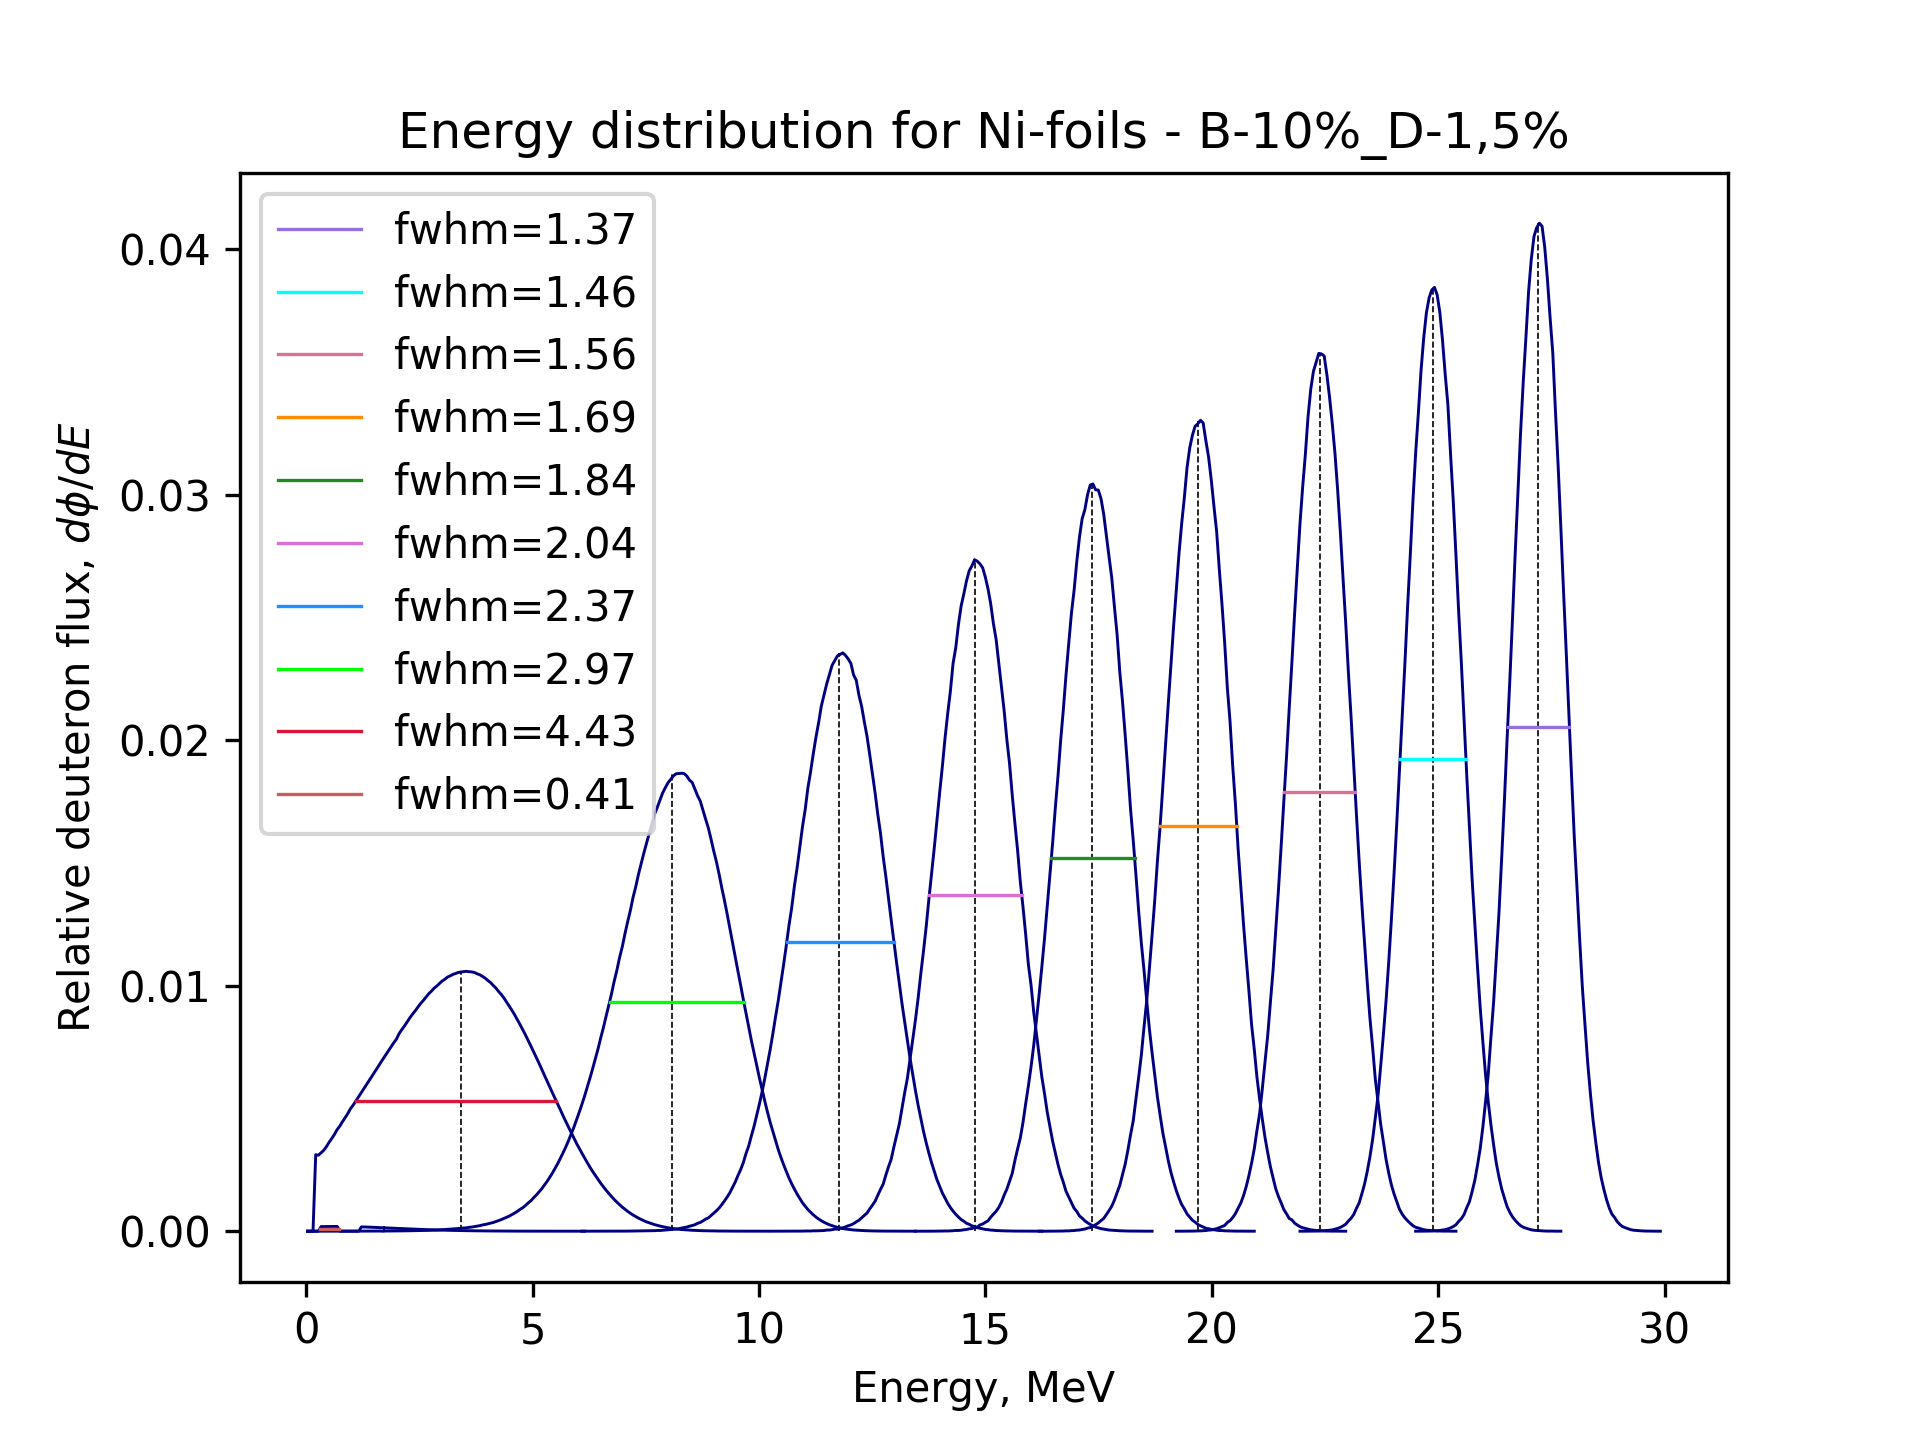 Energy distribution for Ni-foils - B-10%_D-1,5%
fwhm=1.37
fwhm=1.46
fwhm=1.56
fwhm=1.69
fwhm=1.84
fwhm=2.04
fwhm=2.37
fwhm=2.97
fwhm=4.43
fwhm=0.41
0.04
0.03
0.02
0.01
0.00
Relative deuteron flux, dϕ/dE
0 5 10 15 20 25 30
Energy, MeV